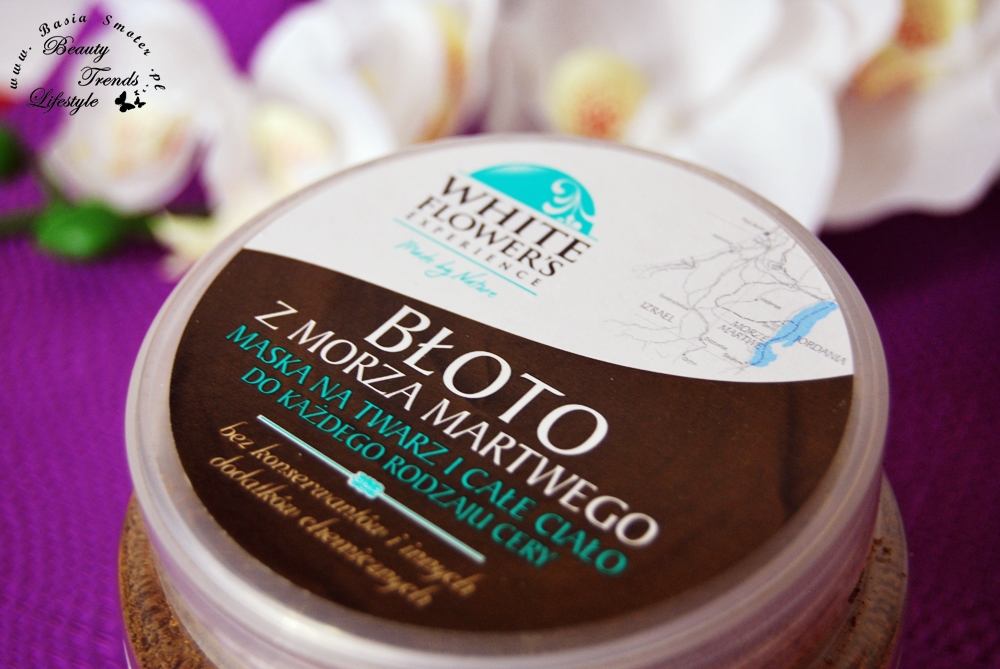 www. Basia Smoter.pl
Beauty
Trends
Lifestyle
WHITE
FLOWER'S
EXPERIENCE
Made by Nature
IZRAEL
MORZE
MARTWE
JORDANIA
BŁOTO
Z MORZA MARTWEGO
MASKA NA TWARZ I CAŁE CIAŁO
DO KAŻDEGO RODZAJU CERY
bez konserwantów i innych
dodatków chemicznych